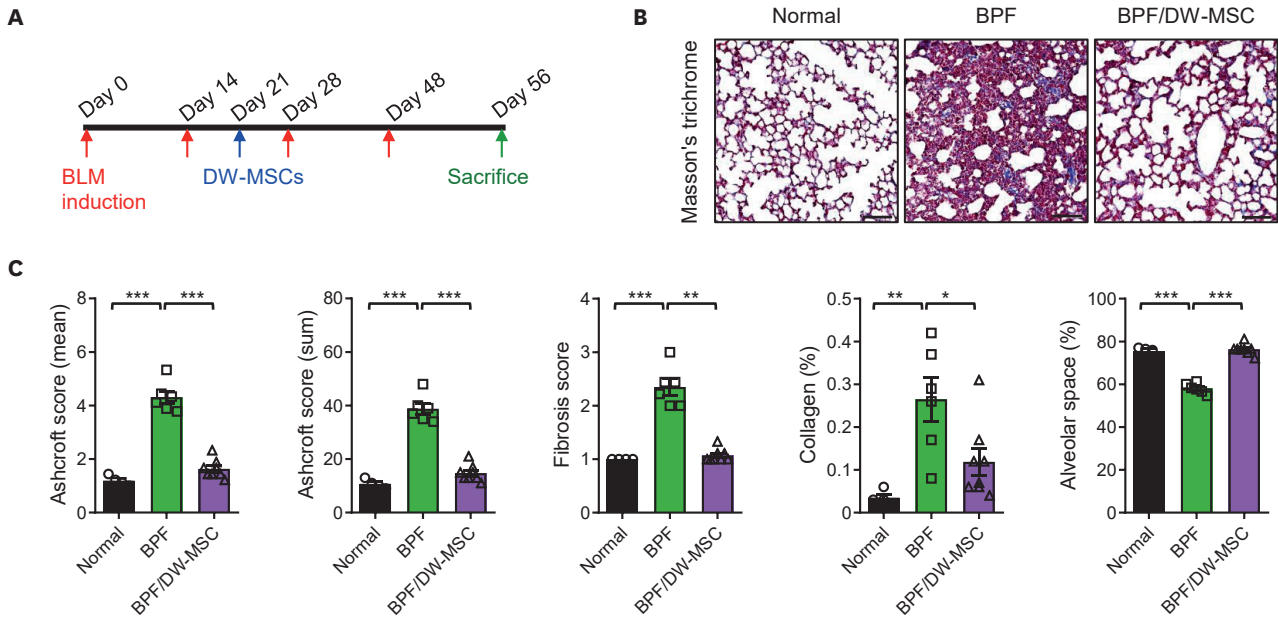 A
Day 0
Day 14
Day 21
Day 28
Day 48
Day 56
BLM
induction
DW-MSCs
Sacrifice
B
Normal
BPF
BPF/DW-MSC
Masson's trichrome
C
Ashcroft score (mean)
8
6
4
2
0
***
***
Normal
BPF
BPF/DW-MSC
Ashcroft score (sum)
80
60
40
20
0
***
***
Normal
BPF
BPF/DW-MSC
Fibrosis score
4
3
2
1
0
***
**
Normal
BPF
BPF/DW-MSC
Collagen (%)
0.5
0.4
0.3
0.2
0.1
0
**
*
Normal
BPF
BPF/DW-MSC
Alveolar space (%)
100
80
60
40
20
0
***
***
Normal
BPF
BPF/DW-MSC